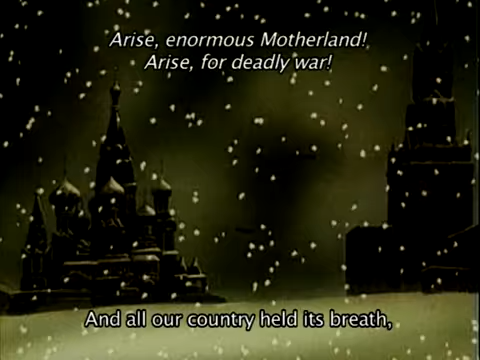 Arise, enormous Motherland!
Arise, for deadly war!
And all our country held its breath,